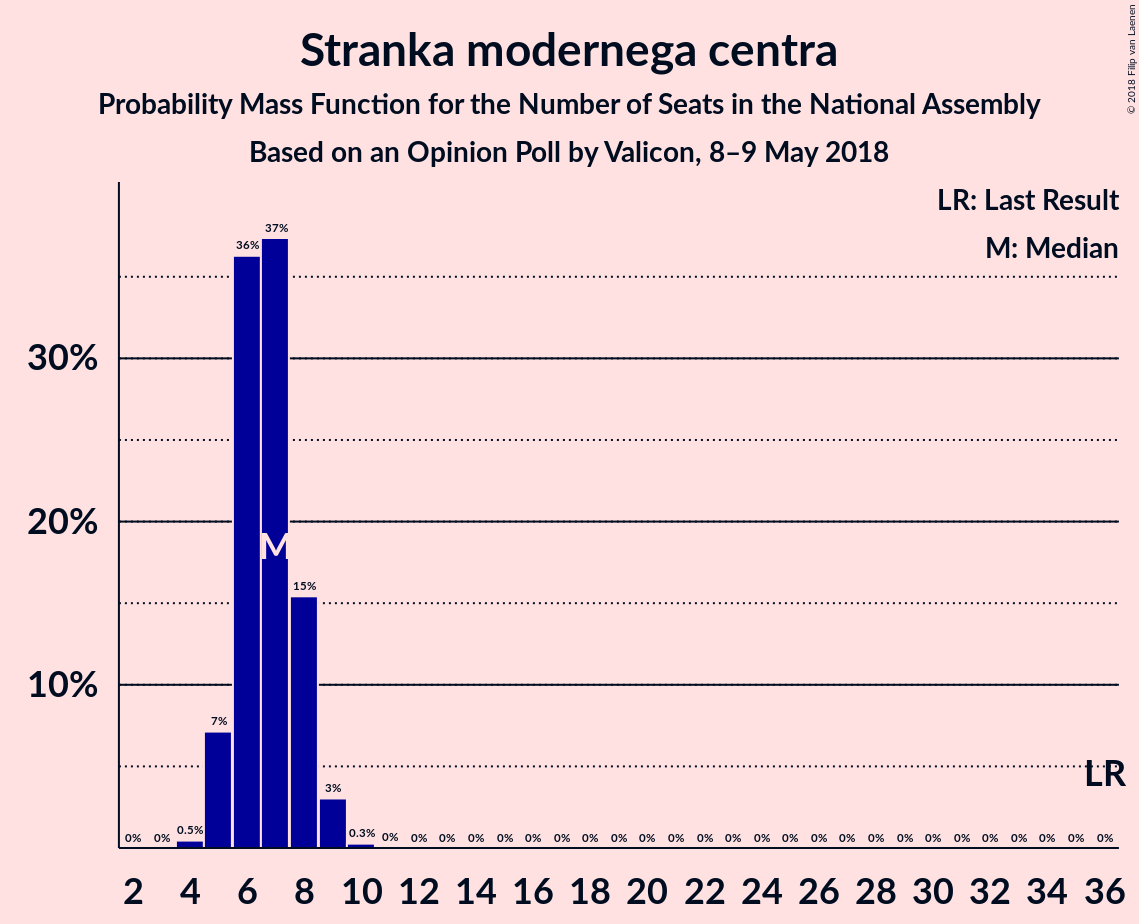 Stranka modernega centra
Probability Mass Function for the Number of Seats in the National Assembly
Based on an Opinion Poll by Valicon, 8–9 May 2018
© 2018 Filip van Laenen
LR: Last Result
M: Median
30%
20%
10%
0% 0% 0.5% 7% 36% 37% 15% 3% 0.3% 0% 0% 0% 0% 0% 0% 0% 0% 0% 0% 0% 0% 0% 0% 0% 0% 0% 0% 0% 0% 0% 0% 0% 0% 0% 0%
M
LR
2 4 6 8 10 12 14 16 18 20 22 24 26 28 30 32 34 36